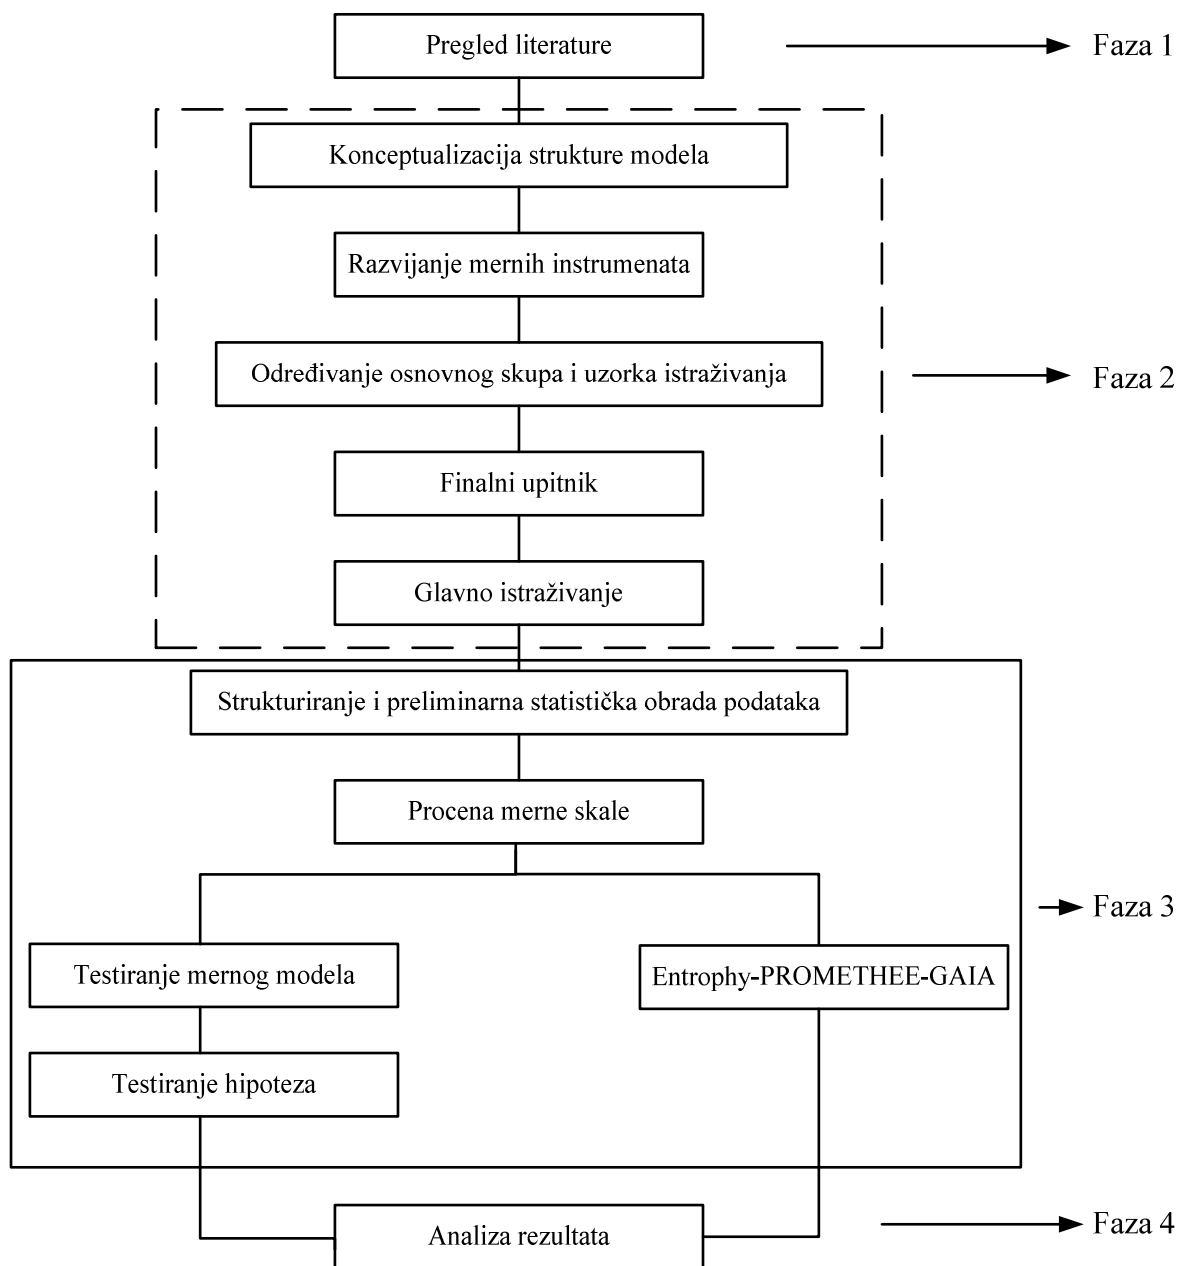 Pregled literature
Faza 1
Konceptualizacija strukture modela
Razvijanje mernih instrumenata
Određivanje osnovnog skupa i uzorka istraživanja
Faza 2
Finalni upitnik
Glavno istraživanje
Strukturiranje i preliminarna statistička obrada podataka
Procena merne skale
Faza 3
Testiranje mernog modela
Entrophy-PROMETHEE-GAIA
Testiranje hipoteza
Analiza rezultata
Faza 4